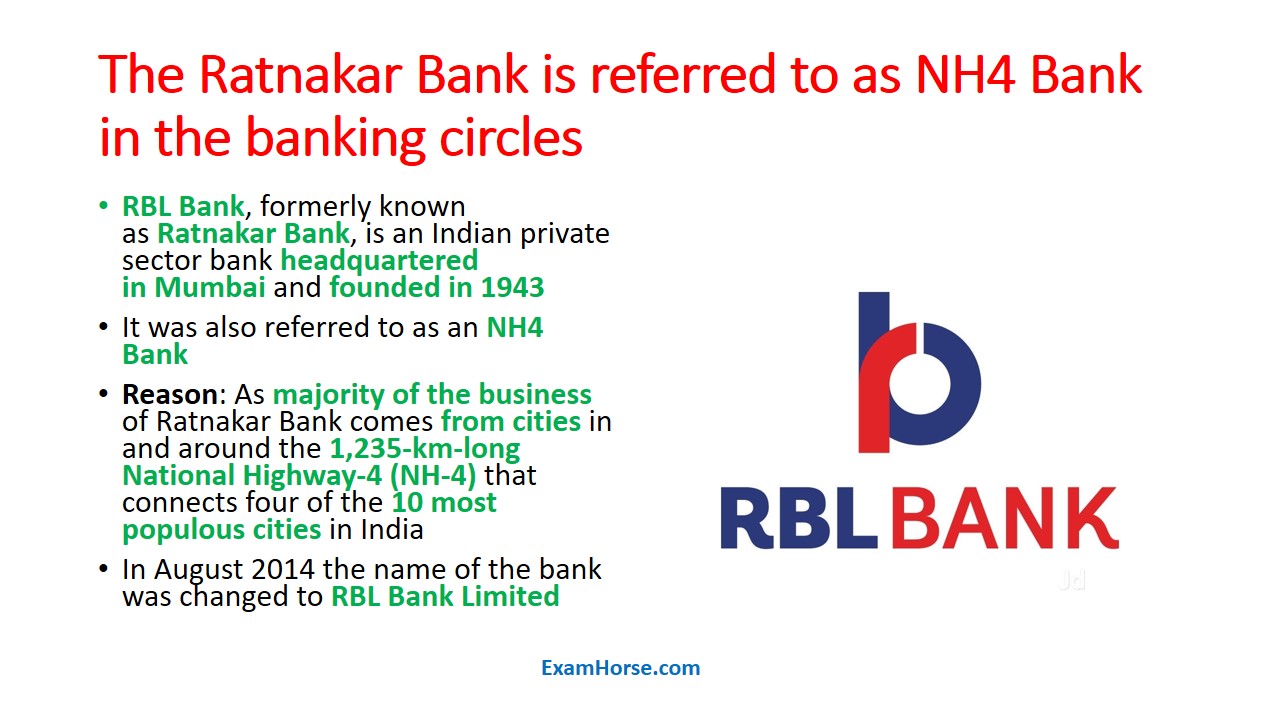 The Ratnakar Bank is referred to as NH4 Bank
in the banking circles
• RBL Bank, formerly known
as Ratnakar Bank, is an Indian private
sector bank headquartered
in Mumbai and founded in 1943
• It was also referred to as an NH4
Bank
• Reason: As majority of the business
of Ratnakar Bank comes from cities in
and around the 1,235-km-long
National Highway-4 (NH-4) that
connects four of the 10 most
populous cities in India
• In August 2014 the name of the bank
was changed to RBL Bank Limited
RBL BANK
Jd
ExamHorse.com